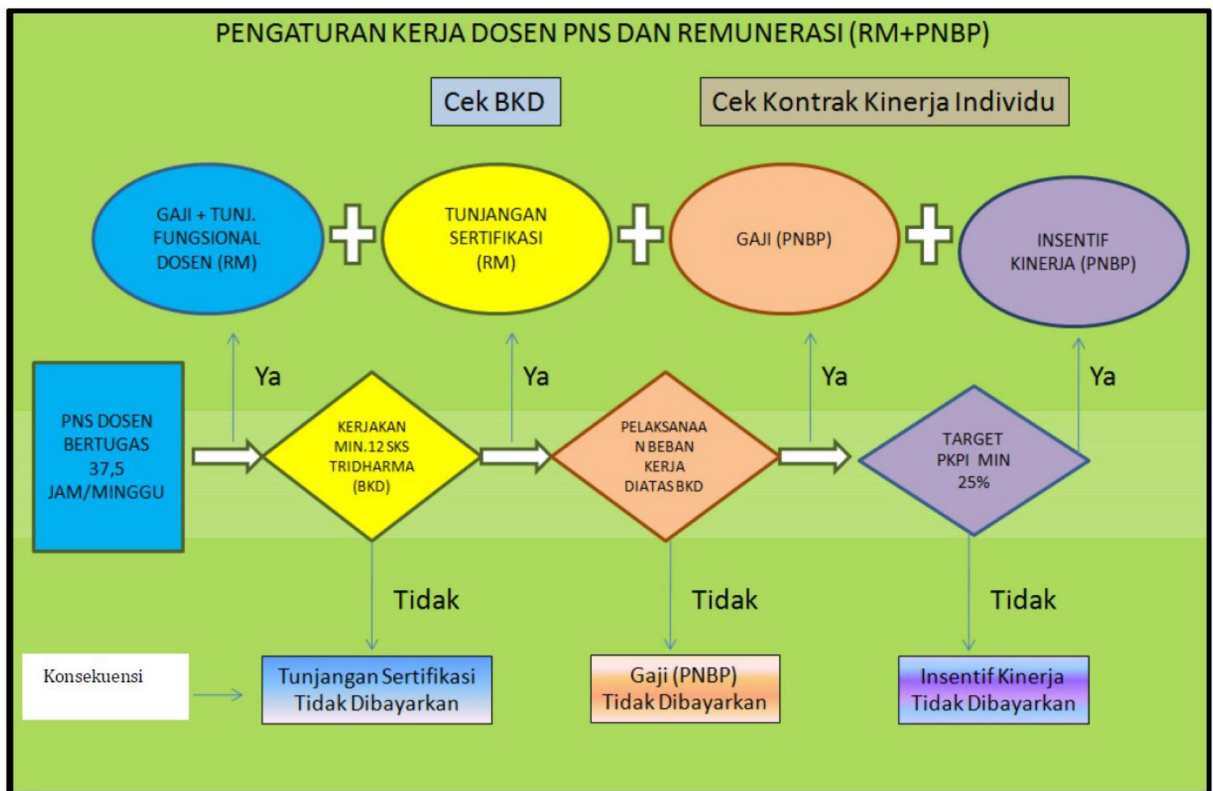 PENGATURAN KERJA DOSEN PNS DAN REMUNERASI (RM+PNBP)
Cek BKD
Cek Kontrak Kinerja Individu
GAJI + TUNJ.
FUNGSIONAL
DOSEN (RM)
TUNJANGAN
SERTIFIKASI
(RM)
GAJI (PNBP)
INSENTIF
KINERJA (PNBP)
Ya
Ya
Ya
Ya
PNS DOSEN
BERTUGAS
37,5
JAM/MINGGU
KERJAKAN
MIN.12 SKS
TRIDHARMA
(BKD)
PELAKSANAA
N BEBAN
KERJA
DIATAS BKD
TARGET
PKPI MIN
25%
Tidak
Tidak
Tidak
Konsekuensi
Tunjangan Sertifikasi
Tidak Dibayarkan
Gaji (PNBP)
Tidak Dibayarkan
Insentif Kinerja
Tidak Dibayarkan